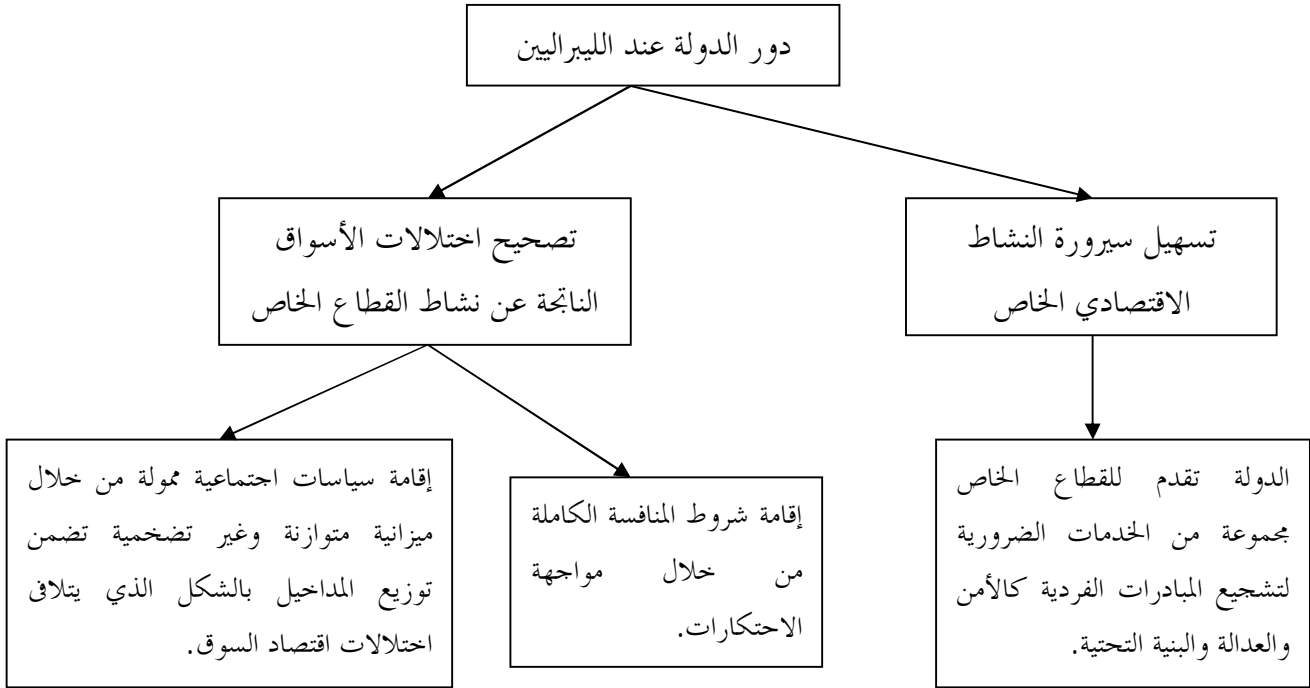 دور الدولة عند الليبراليين
تسهيل سيرورة النشاط
الاقتصادي الخاص
تصحيح اختلالات الأسواق
الناتجة عن نشاط القطاع الخاص
الدولة تقدم للقطاع الخاص
مجموعة من الخدمات الضرورية
لتشجيع المبادرات الفردية كالأمن
والعدالة والبنية التحتية.
إقامة شروط المنافسة الكاملة
من خلال مواجهة
الاحتكارات.
إقامة سياسات اجتماعية ممولة من خلال
ميزانية متوازنة وغير تضخمية تضمن
توزيع المداخيل بالشكل الذي يتلافى
اختلالات اقتصاد السوق.